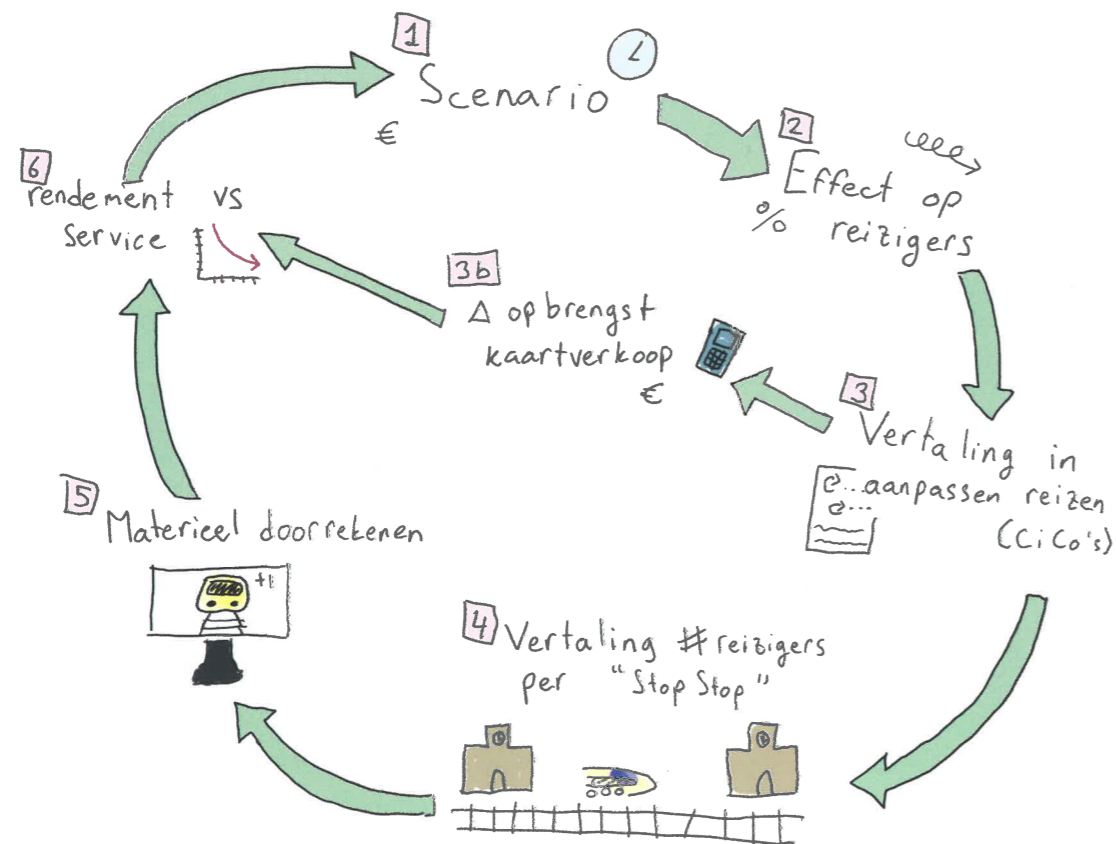 1
Scenario
€
2
Effect op
% reizigers
3
Vertaling in
@...aanpassen reizen
@...
(CiCo's)
3b
Δ opbrengst
kaartverkoop
€
4
Vertaling #reizigers
per "Stop Stop"
5
Materieel doorrekenen
+1
6
rendement vs
service